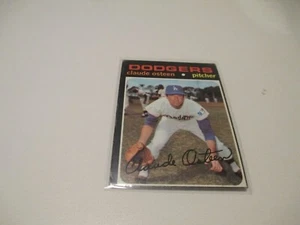 DODGERS
claude osteen • pitcher
Claude Osteen